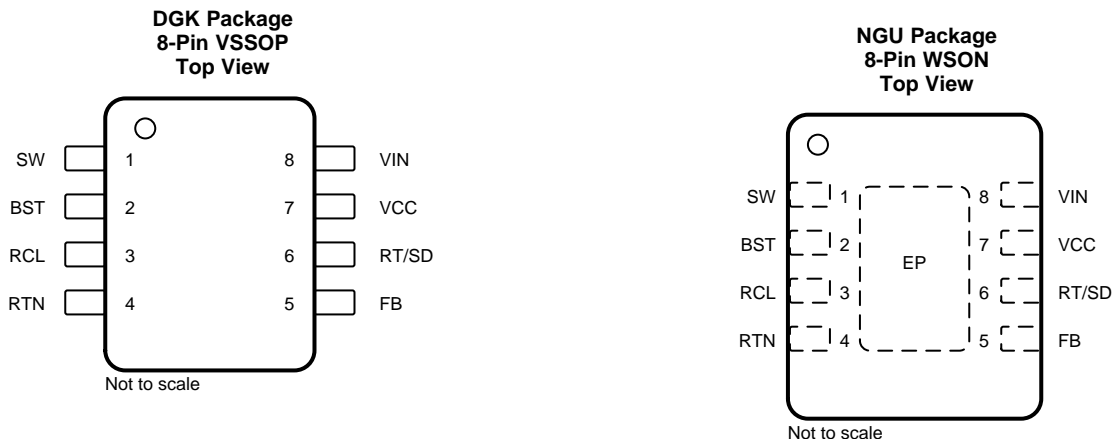 DGK Package
8-Pin VSSOP
Top View
SW 1 8 VIN
BST 2 7 VCC
RCL 3 6 RT/SD
RTN 4 5 FB
Not to scale
NGU Package
8-Pin WSON
Top View
SW 1 8 VIN
BST 2 7 VCC
EP
RCL 3 6 RT/SD
RTN 4 5 FB
Not to scale